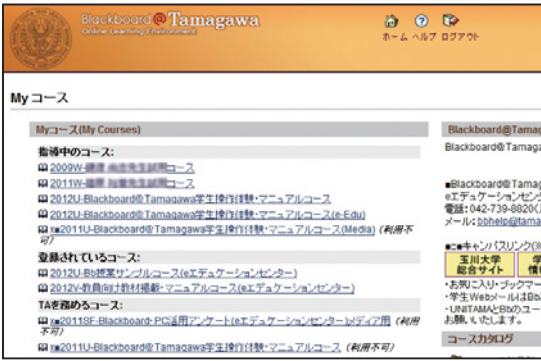 Blackboard@Tamagawa
Online Learning Environment
ホーム ヘルプ ログアウト
My コース
Myコース(My Courses)
指導中のコース:
2009W-
コース
2011W-
コース
2012U-Blackboard@Tamagawa学生操作体験・マニュアルコース
2012U-Blackboard@Tamagawa学生操作体験・マニュアルコース(e-Edu)
x■2011U-Blackboard@Tamagawa学生操作体験・マニュアルコース(Media) (利用不
可)
登録されているコース:
2012U-Bb授業サンプルコース(eエデュケーションセンター)
2012V-教員向け教材掲載・マニュアルコース(eエデュケーションセンター)
TAを務めるコース:
x■2011SF-Blackboard・PC活用アンケート(eエデュケーションセンター)メディア用 (利用
不可)
x■2011U-Blackboard@Tamagawa学生操作体験・マニュアルコース (利用不可)
Blackboard@Tamag
Blackboard@Tamaga
■Blackboard@Tamag
eエデュケーションセン
電話:042-739-8820(
メール:bbhelp@tama
■□■キャンパスリンク(※
玉川大学
総合サイト
学
情
・お気に入り・ブックマー
・学生WebメールはBb
・UNITAMAとBbのユー
お願いいたします。
コースカタログ